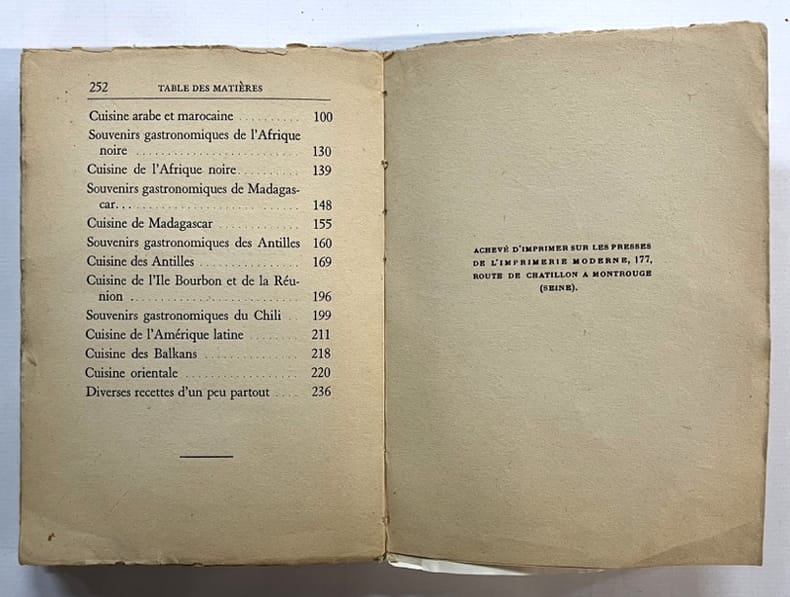 252 TABLE DES MATIÈRES
Cuisine arabe et marocaine .......... 100
Souvenirs gastronomiques de l'Afrique
noire .......................... 130
Cuisine de l'Afrique noire.......... 139
Souvenirs gastronomiques de Madagas-
car............................. 148
Cuisine de Madagascar ............. 155
Souvenirs gastronomiques des Antilles 160
Cuisine des Antilles ................ 169
Cuisine de l'Ile Bourbon et de la Réu-
nion ........................... 196
Souvenirs gastronomiques du Chili .. 199
Cuisine de l'Amérique latine ........ 211
Cuisine des Balkans ............... 218
Cuisine orientale .................. 220
Diverses recettes d'un peu partout .... 236
ACHEVÉ D'IMPRIMER SUR LES PRESSES
DE L'IMPRIMERIE MODERNE, 177,
ROUTE DE CHATILLON A MONTROUGE
(SEINE).